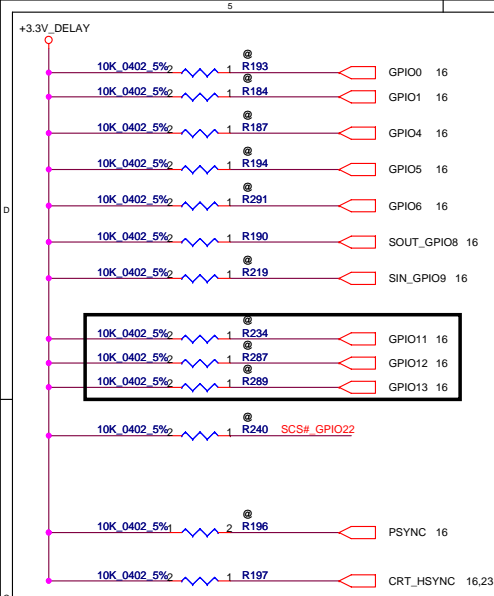 5
+3.3V_DELAY
@
10K_0402_5% 2 1 R193 GPIO0 16
@
10K_0402_5% 2 1 R184 GPIO1 16
@
10K_0402_5% 2 1 R187 GPIO4 16
@
10K_0402_5% 2 1 R194 GPIO5 16
@
D
10K_0402_5% 2 1 R291 GPIO6 16
10K_0402_5% 2 1 R190 SOUT_GPIO8 16
@
10K_0402_5% 2 1 R219 SIN_GPIO9 16
@
10K_0402_5% 2 1 R234 GPIO11 16
@
10K_0402_5% 2 1 R287 GPIO12 16
@
10K_0402_5% 2 1 R289 GPIO13 16
@
10K_0402_5% 2 1 R240 SCS#_GPIO22
@
10K_0402_5% 1 2 R196 PSYNC 16
10K_0402_5% 2 1 R197 CRT_HSYNC 16,23